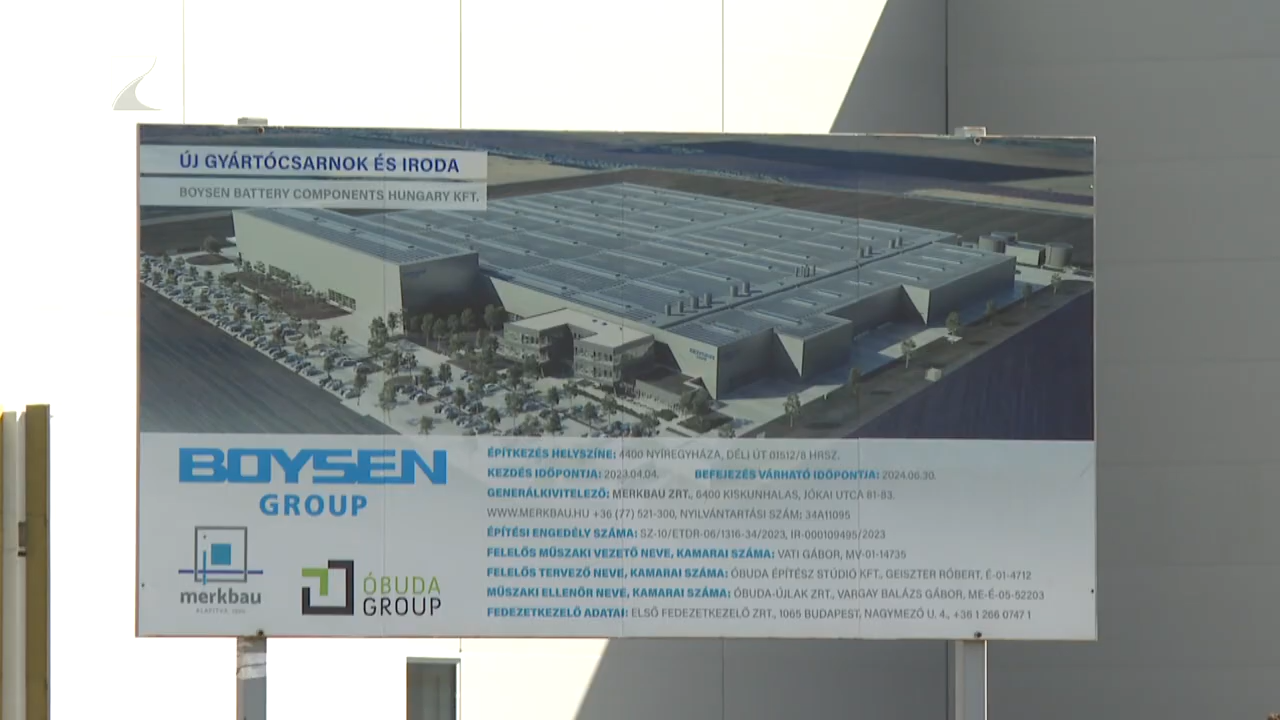 ÚJ GYÁRTÓCSARNOK ÉS IRODA
BOYSEN BATTERY COMPONENTS HUNGARY KFT.
BOYSEN
GROUP
merkbau
ÓBUDA
GROUP
ÉPÍTKEZÉS HELYSZÍNE: 4400 NYÍREGYHÁZA, DÉLI ÚT 01512/8 HRSZ.
KEZDÉS IDŐPONTJA: 2023.04.04. BEFEJEZÉS VÁRHATÓ IDŐPONTJA: 2024.06.30.
GENERÁLKIVITELEZŐ: MERKBAU ZRT., 6400 KISKUNHALAS, JÓKAI UTCA 81-83.
WWW.MERKBAU.HU +36 (77) 521-300, NYILVÁNTARTÁSI SZÁM: 34A11095
ÉPÍTÉSI ENGEDÉLY SZÁMA: SZ-10/ETDR-06/1316-34/2023, IR-000109495/2023
FELELŐS MŰSZAKI VEZETŐ NEVE, KAMARAI SZÁMA: VATI GÁBOR, MV-01-14735
FELELŐS TERVEZŐ NEVE, KAMARAI SZÁMA: ÓBUDA ÉPÍTÉSZ STÚDIÓ KFT., GEISZTER RÓBERT, É-01-4712
MŰSZAKI ELLENŐR NEVE, KAMARAI SZÁMA: ÓBUDA-ÚJLAK ZRT., VARGAY BALÁZS GÁBOR, ME-É-05-52203
FEDEZETKEZELŐ ADATAI: ELSŐ FEDEZETKEZELŐ ZRT., 1065 BUDAPEST, NAGYMEZŐ U. 4., +36 1 266 0747 1